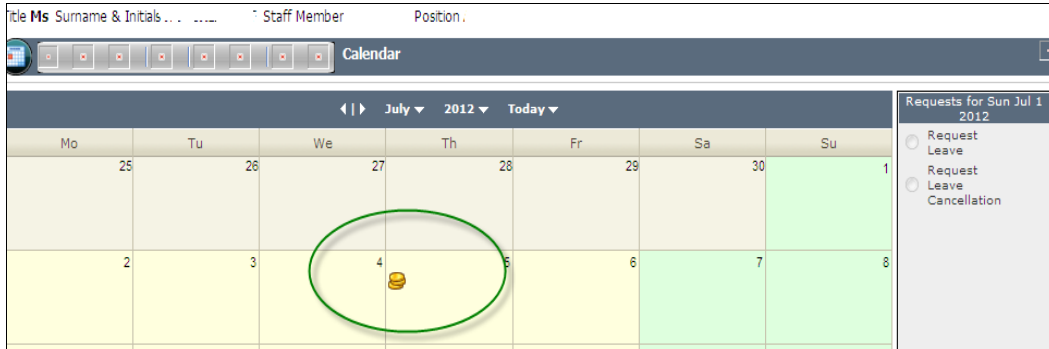 Title Ms Surname & Initials Staff Member Position
Calendar
July 2012 Today
Mo Tu We Th Fr Sa Su
25 26 27 28 29 30 1
2 3 4 5 6 7 8
Requests for Sun Jul 1
2012
Request
Leave
Request
Leave
Cancellation